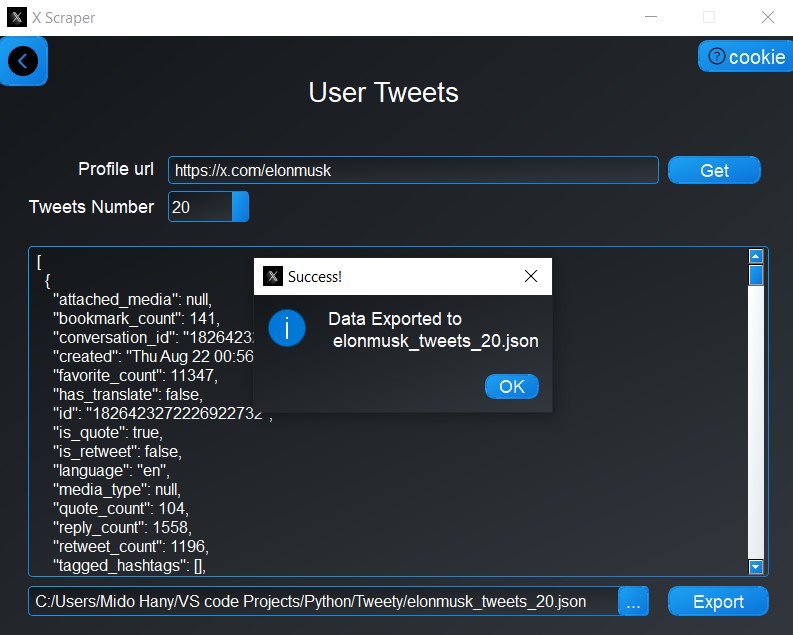 X Scraper
cookie
User Tweets
Profile url https://x.com/elonmusk Get
Tweets Number 20
[
{
"attached_media": null,
"bookmark_count": 141,
"conversation_id": "1826423
"created": "Thu Aug 22 00:56
"favorite_count": 11347,
"has_translate": false,
"id": "1826423272226922732",
"is_quote": true,
"is_retweet": false,
"language": "en",
"media_type": null,
"quote_count": 104,
"reply_count": 1558,
"retweet_count": 1196,
"tagged_hashtags": [],
Success!
Data Exported to
elonmusk_tweets_20.json
OK
C:/Users/Mido Hany/VS code Projects/Python/Tweety/elonmusk_tweets_20.json ... Export